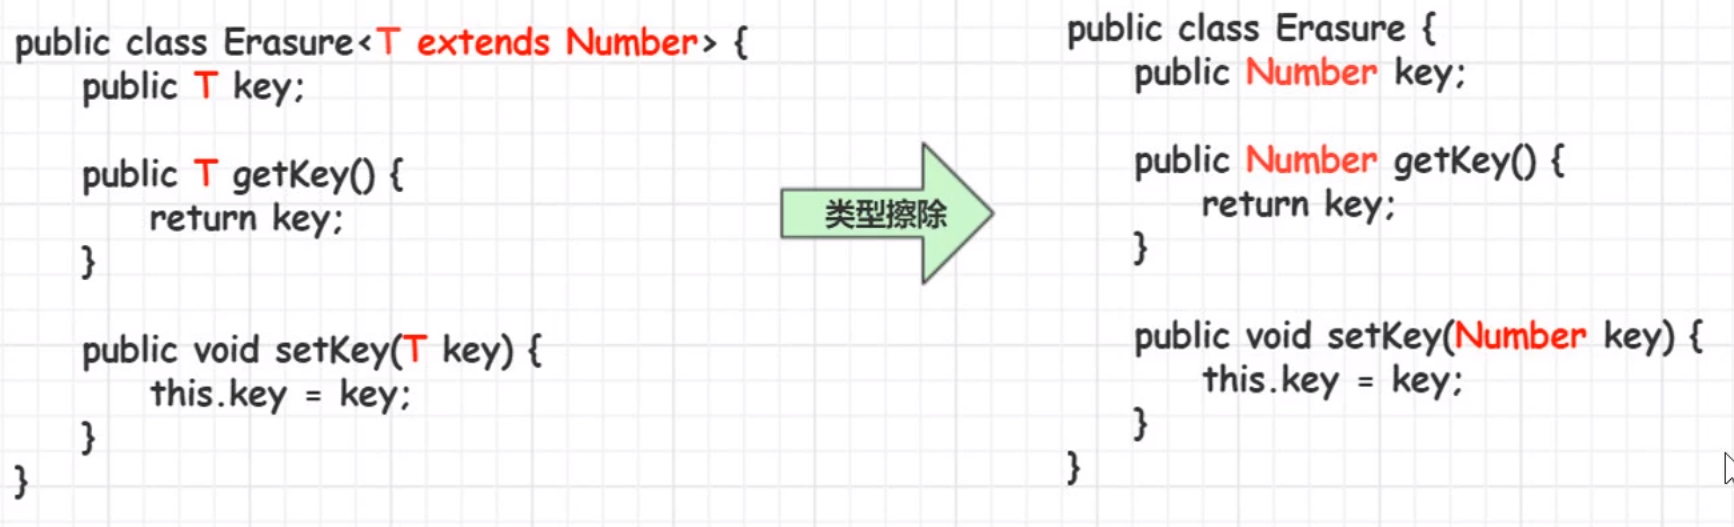 public class Erasure<T extends Number> {
public T key;
public T getKey() {
return key;
}
public void setKey(T key) {
this.key = key;
}
}
类型擦除
public class Erasure {
public Number key;
public Number getKey() {
return key;
}
public void setKey(Number key) {
this.key = key;
}
}